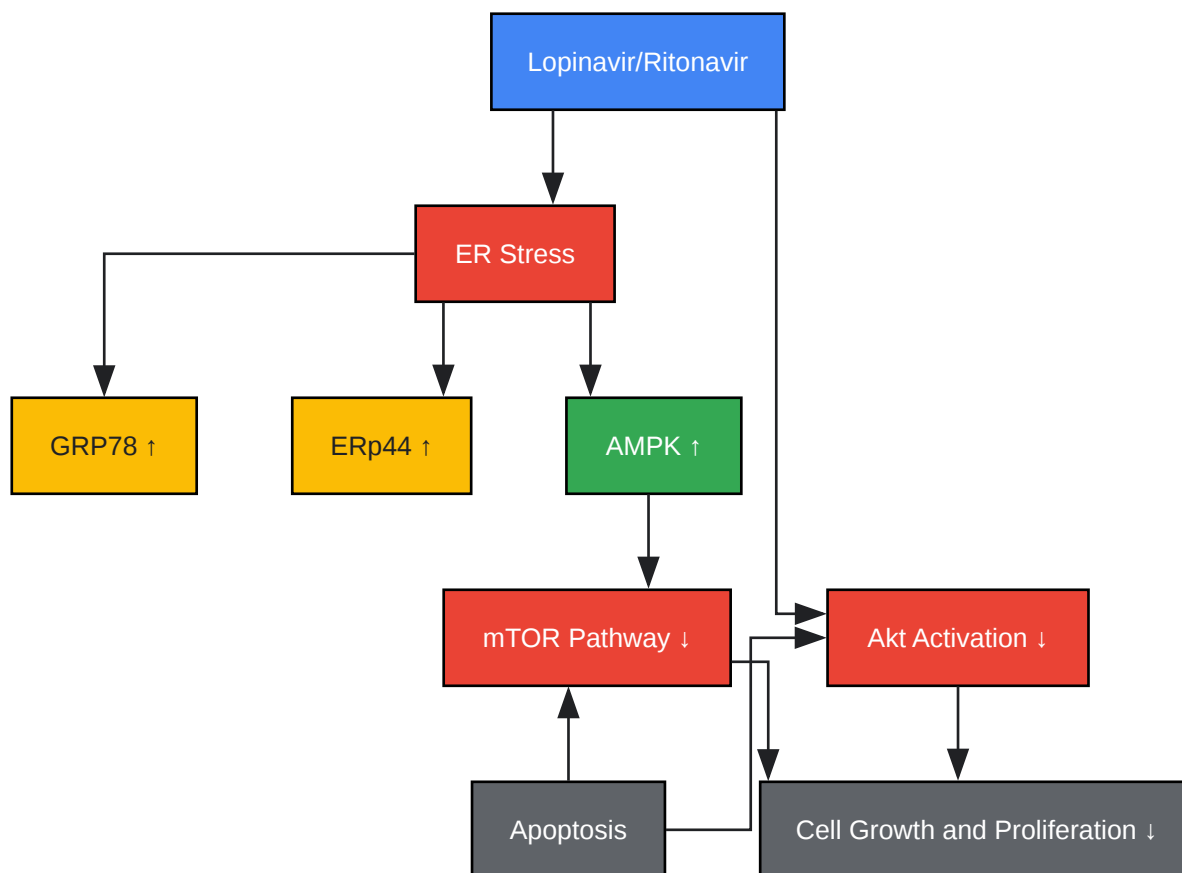 Lopinavir/Ritonavir
ER Stress
GRP78 ↑
ERp44 ↑
AMPK ↑
mTOR Pathway ↓
Akt Activation ↓
Apoptosis
Cell Growth and Proliferation ↓